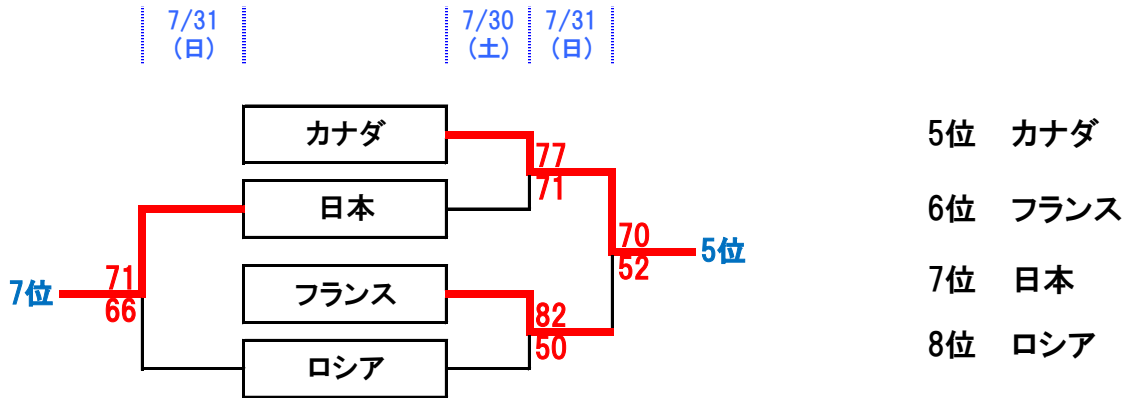 7/31
(日)
7/30
(土)
7/31
(日)
カナダ
日本
フランス
ロシア
77
71
70
52
82
50
5位
71
66
7位
5位 カナダ
6位 フランス
7位 日本
8位 ロシア